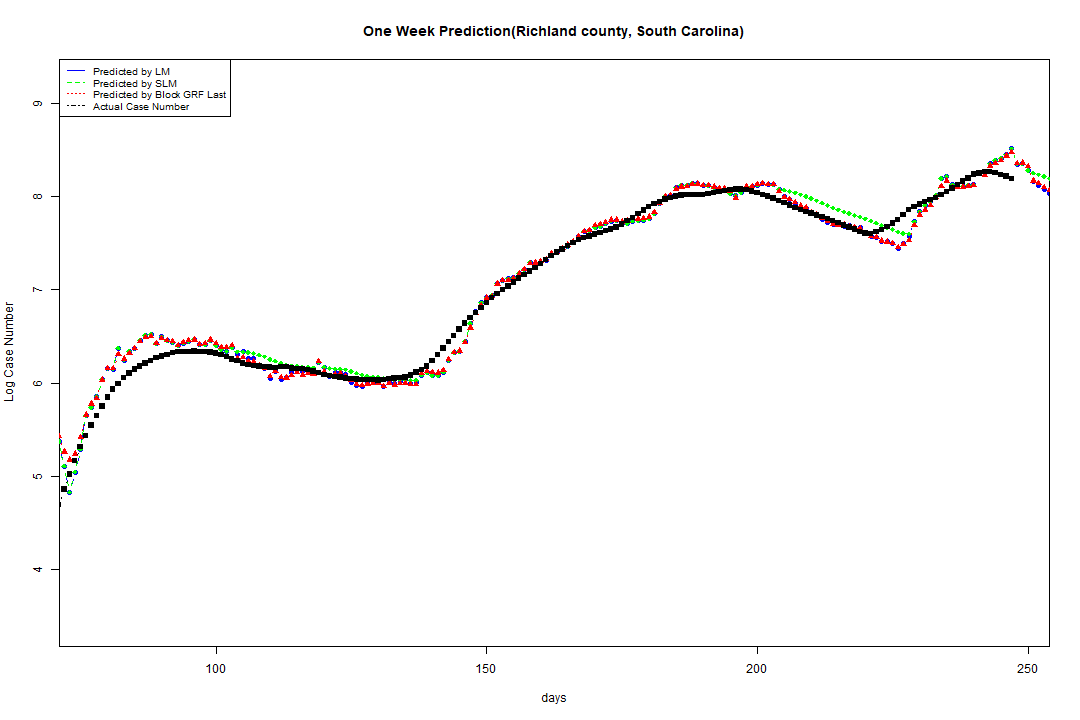 One Week Prediction(Richland county, South Carolina)
Predicted by LM
Predicted by SLM
Predicted by Block GRF Last
Actual Case Number
9
8
7
6
5
4
Log Case Number
100 150 200 250
days